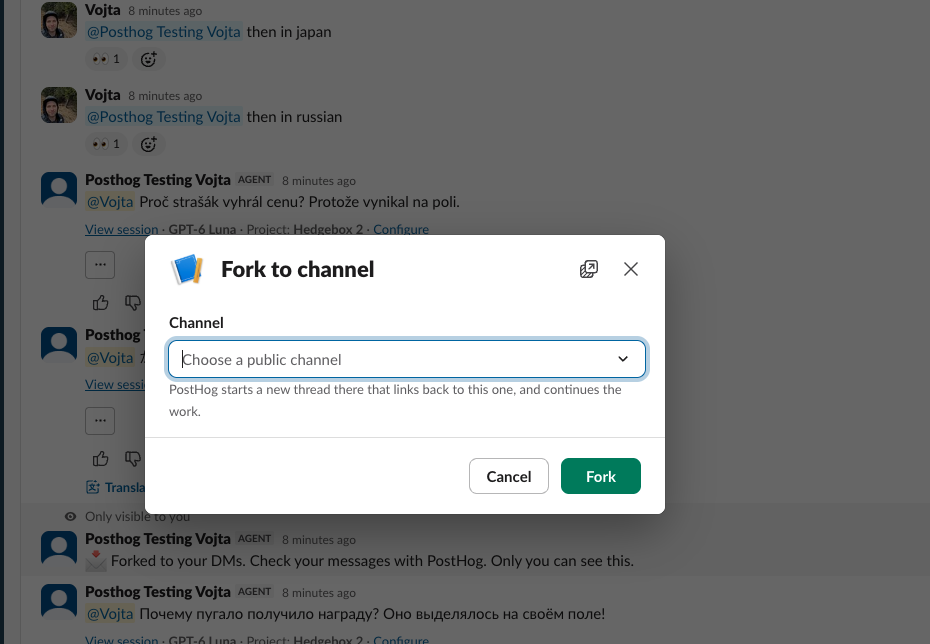 Vojta 8 minutes ago
@Posthog Testing Vojta then in japan
1
Vojta 8 minutes ago
@Posthog Testing Vojta then in russian
1
Posthog Testing Vojta AGENT 8 minutes ago
@Vojta Proč strašák vyhrál cenu? Protože vynikal na poli.
View session · GPT-6 Luna · Project: Hedgebox 2 · Configure
Fork to channel
Channel
Choose a public channel
PostHog starts a new thread there that links back to this one, and continues the
work.
Cancel Fork
Posthog
@Vojta
View
Only visible to you
Posthog Testing Vojta AGENT 8 minutes ago
Forked to your DMs. Check your messages with PostHog. Only you can see this.
Posthog Testing Vojta AGENT 8 minutes ago
@Vojta Почему пугало получило награду? Оно выделялось на своём поле!
View session · GPT-6 Luna · Project: Hedgebox 2 · Configure